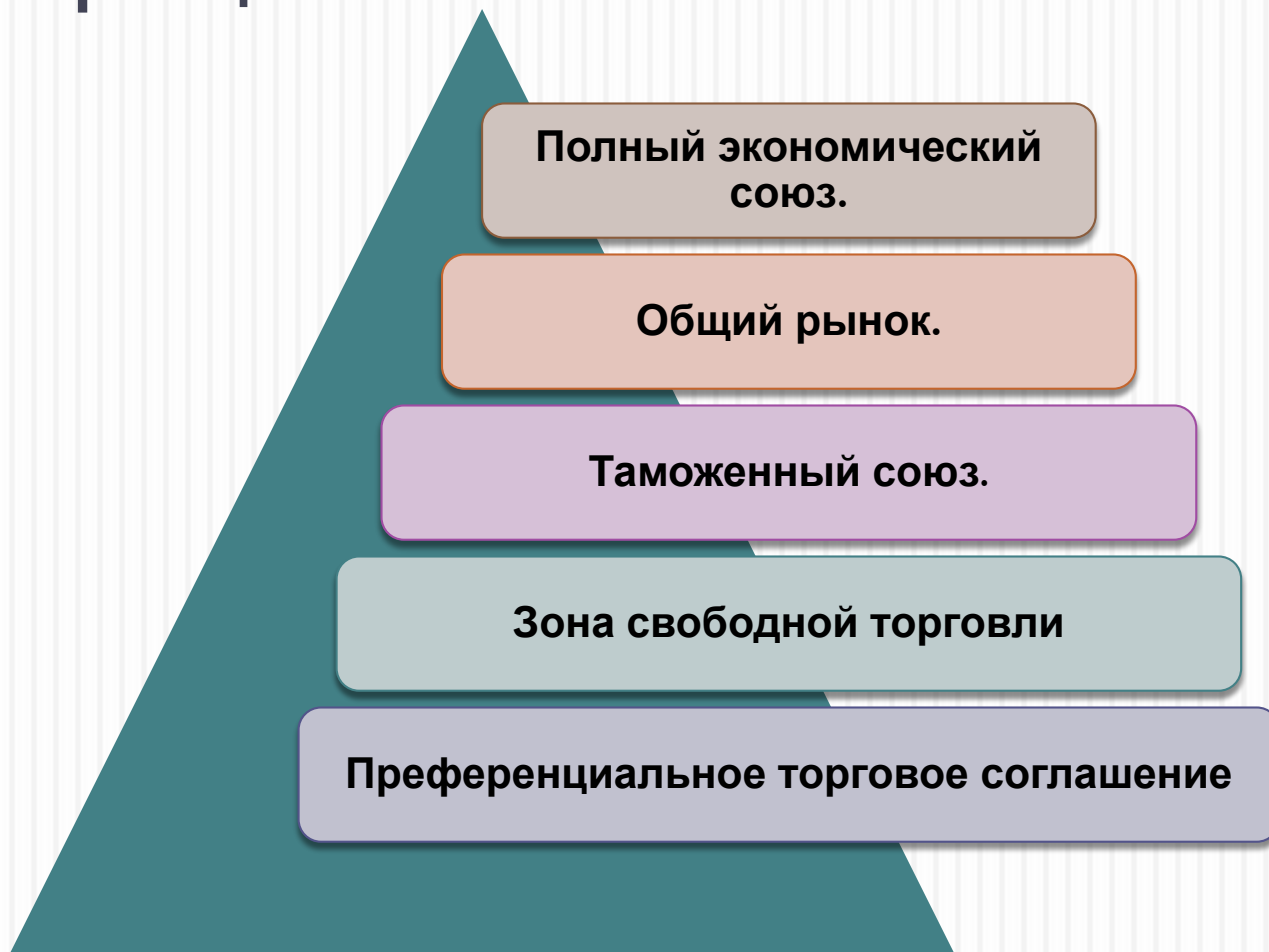 Полный экономический
союз.
Общий рынок.
Таможенный союз.
Зона свободной торговли
Преференциальное торговое соглашение